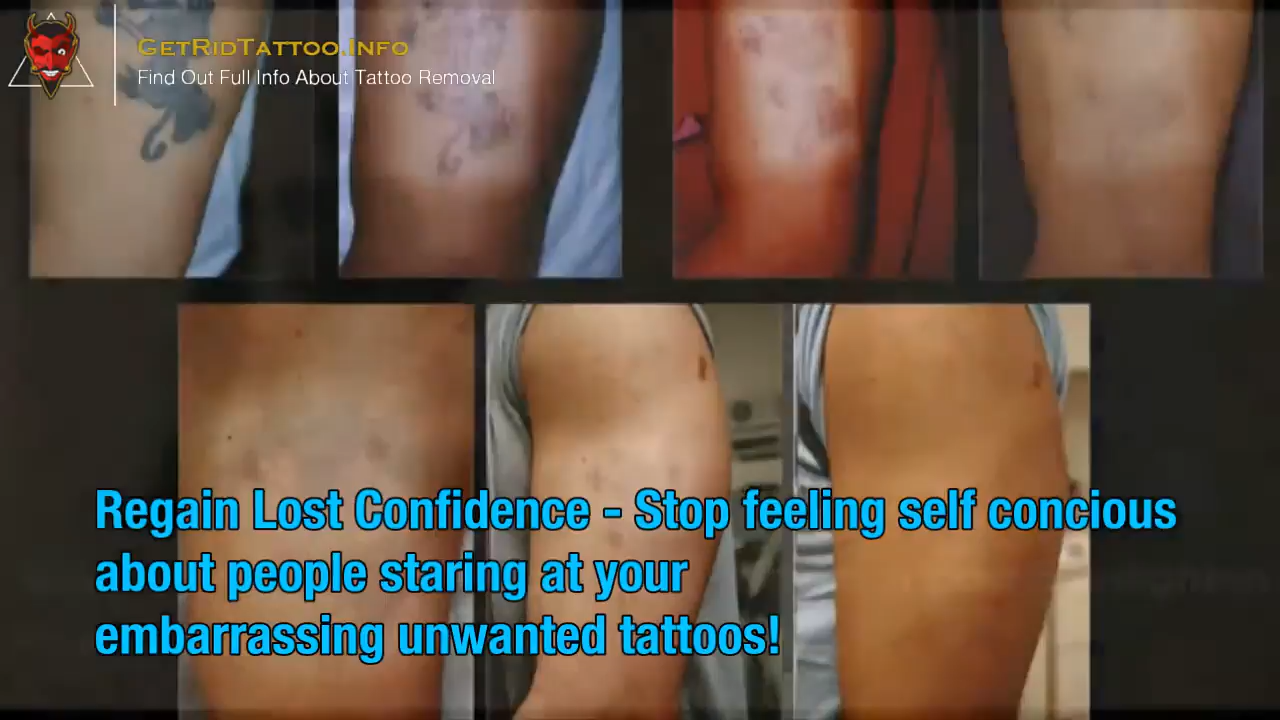 GetRidTattoo.Info
Find Out Full Info About Tattoo Removal
Regain Lost Confidence - Stop feeling self concious
about people staring at your
embarrassing unwanted tattoos!